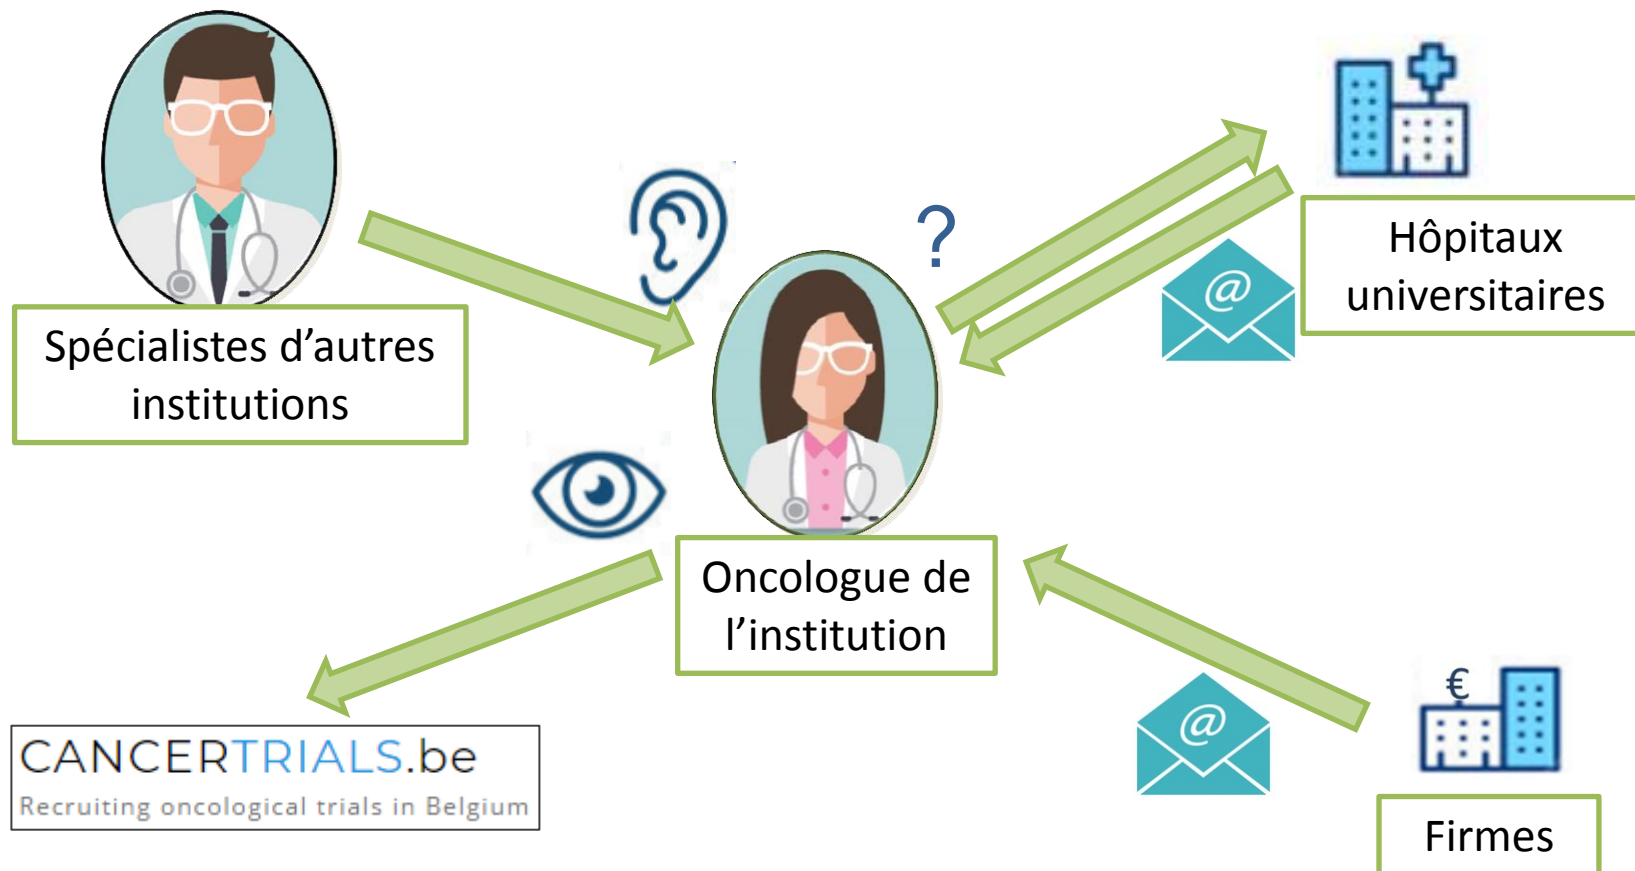 ?
Hôpitaux
universitaires
@
Spécialistes d’autres
institutions
Oncologue de
l’institution
CANCERTRIALS.be
Recruiting oncological trials in Belgium
@
€
Firmes